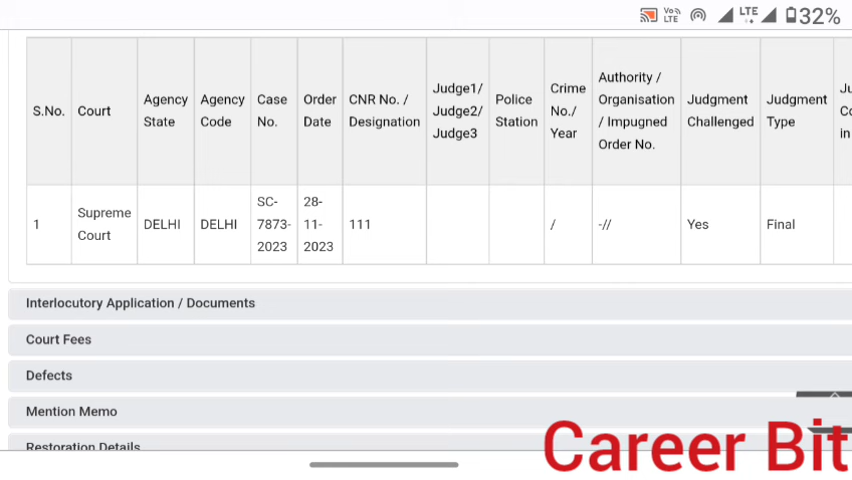 Vo)) LTE LTE 32%
S.No. Court Agency State Agency Code Case No. Order Date CNR No. / Designation Judge1/ Judge2/ Judge3 Police Station Crime No./ Year Authority / Organisation / Impugned Order No. Judgment Challenged Judgment Type
1 Supreme Court DELHI DELHI SC-7873-2023 28-11-2023 111 / -// Yes Final
Interlocutory Application / Documents
Court Fees
Defects
Mention Memo
Restoration Details
Career Bit